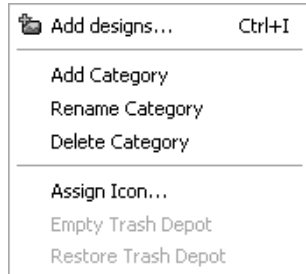 Add designs... Ctrl+I
Add Category
Rename Category
Delete Category
Assign Icon...
Empty Trash Depot
Restore Trash Depot